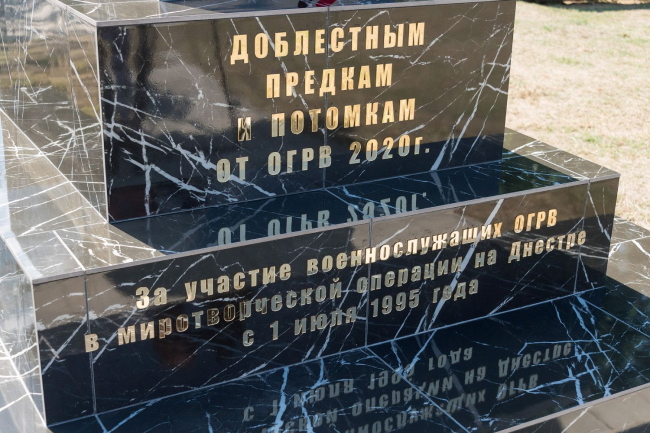 ДОБЛЕСТНЫМ
ПРЕДКАМ
И ПОТОМКАМ
ОТ ОГРВ 2020г.
За участие военнослужащих ОГРВ
в миротворческой Операции на Днестре
с 1 июля 1995 года